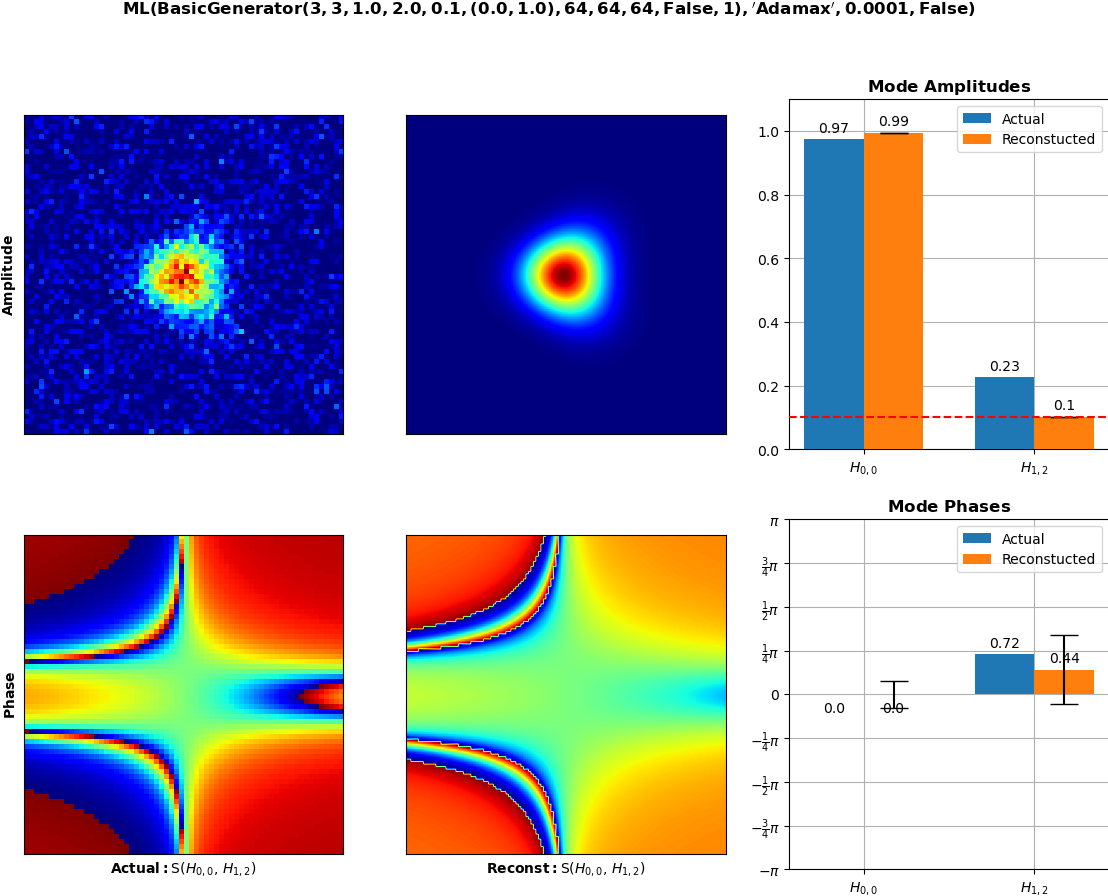 ML(BasicGenerator(3, 3, 1.0, 2.0, 0.1, (0.0, 1.0), 64, 64, 64, False, 1), 'Adamax', 0.0001, False)
Amplitude
Mode Amplitudes
Actual
Reconstucted
0.97
0.99
0.23
0.1
1.0
0.8
0.6
0.4
0.2
0.0
H0,0
H1,2
Phase
Actual: S(H0,0, H1,2)
Reconst: S(H0,0, H1,2)
Mode Phases
Actual
Reconstucted
π
3/4π
1/2π
1/4π
0
−1/4π
−1/2π
−3/4π
−π
0.0
0.0
0.72
0.44
H0,0
H1,2